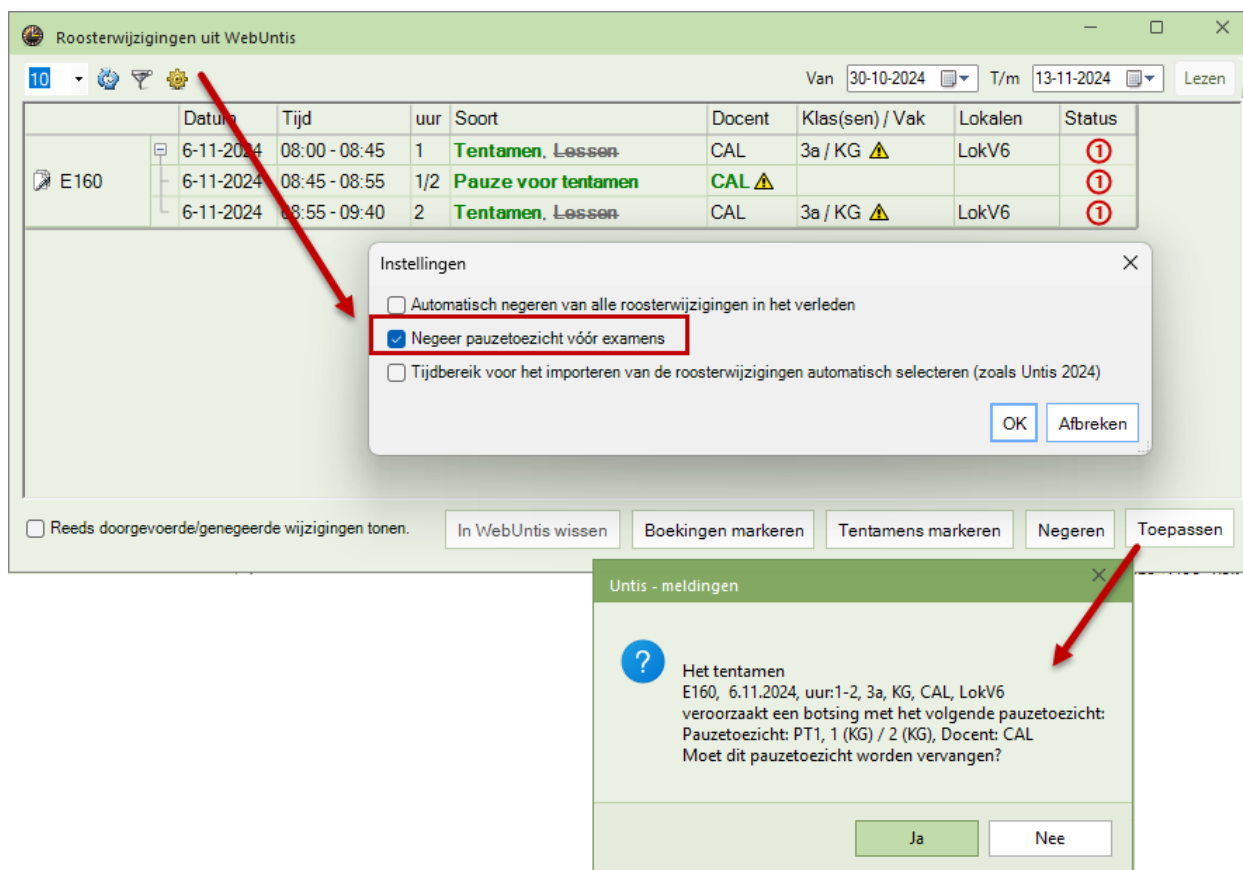 Roosterwijzigingen uit WebUntis
10 Van 30-10-2024 T/m 13-11-2024 Lezen
Datum Tijd uur Soort Docent Klas(sen) / Vak Lokalen Status
6-11-2024 08:00 - 08:45 1 Tentamen, Lessen CAL 3a / KG LokV6 1
E160 6-11-2024 08:45 - 08:55 1/2 Pauze voor tentamen CAL 1
6-11-2024 08:55 - 09:40 2 Tentamen, Lessen CAL 3a / KG LokV6 1
Instellingen
Automatisch negeren van alle roosterwijzigingen in het verleden
Negeer pauzetoezicht vóór examens
Tijdbereik voor het importeren van de roosterwijzigingen automatisch selecteren (zoals Untis 2024)
OK Afbreken
Reeds doorgevoerde/genegeerde wijzigingen tonen. In WebUntis wissen Boekingen markeren Tentamens markeren Negeren Toepassen
Untis - meldingen
Het tentamen
E160, 6.11.2024, uur:1-2, 3a, KG, CAL, LokV6
veroorzaakt een botsing met het volgende pauzetoezicht:
Pauzetoezicht: PT1, 1 (KG) / 2 (KG), Docent: CAL
Moet dit pauzetoezicht worden vervangen?
Ja Nee